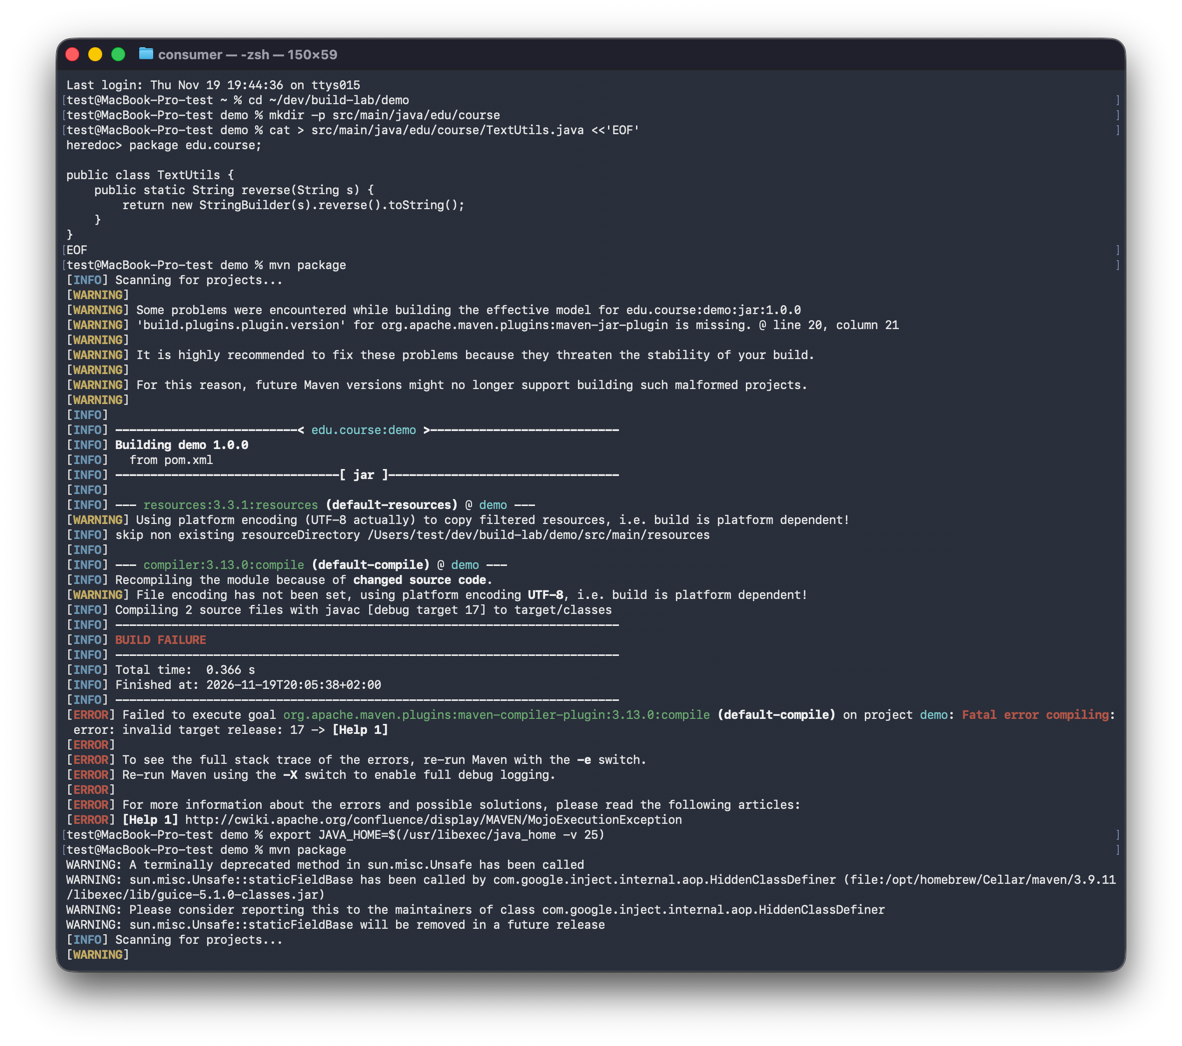 consumer — -zsh — 150×59
Last login: Thu Nov 19 19:44:36 on ttys015
[test@MacBook-Pro-test ~ % cd ~/dev/build-lab/demo ]
[test@MacBook-Pro-test demo % mkdir -p src/main/java/edu/course ]
[test@MacBook-Pro-test demo % cat > src/main/java/edu/course/TextUtils.java <<'EOF' ]
heredoc> package edu.course;
public class TextUtils {
    public static String reverse(String s) {
        return new StringBuilder(s).reverse().toString();
    }
}
[EOF ]
[test@MacBook-Pro-test demo % mvn package ]
[INFO] Scanning for projects...
[WARNING]
[WARNING] Some problems were encountered while building the effective model for edu.course:demo:jar:1.0.0
[WARNING] 'build.plugins.plugin.version' for org.apache.maven.plugins:maven-jar-plugin is missing. @ line 20, column 21
[WARNING]
[WARNING] It is highly recommended to fix these problems because they threaten the stability of your build.
[WARNING]
[WARNING] For this reason, future Maven versions might no longer support building such malformed projects.
[WARNING]
[INFO]
[INFO] --------------------------< edu.course:demo >---------------------------
[INFO] Building demo 1.0.0
[INFO]   from pom.xml
[INFO] --------------------------------[ jar ]---------------------------------
[INFO]
[INFO] --- resources:3.3.1:resources (default-resources) @ demo ---
[WARNING] Using platform encoding (UTF-8 actually) to copy filtered resources, i.e. build is platform dependent!
[INFO] skip non existing resourceDirectory /Users/test/dev/build-lab/demo/src/main/resources
[INFO]
[INFO] --- compiler:3.13.0:compile (default-compile) @ demo ---
[INFO] Recompiling the module because of changed source code.
[WARNING] File encoding has not been set, using platform encoding UTF-8, i.e. build is platform dependent!
[INFO] Compiling 2 source files with javac [debug target 17] to target/classes
[INFO] ------------------------------------------------------------------------
[INFO] BUILD FAILURE
[INFO] ------------------------------------------------------------------------
[INFO] Total time:  0.366 s
[INFO] Finished at: 2026-11-19T20:05:38+02:00
[INFO] ------------------------------------------------------------------------
[ERROR] Failed to execute goal org.apache.maven.plugins:maven-compiler-plugin:3.13.0:compile (default-compile) on project demo: Fatal error compiling:
 error: invalid target release: 17 -> [Help 1]
[ERROR]
[ERROR] To see the full stack trace of the errors, re-run Maven with the -e switch.
[ERROR] Re-run Maven using the -X switch to enable full debug logging.
[ERROR]
[ERROR] For more information about the errors and possible solutions, please read the following articles:
[ERROR] [Help 1] http://cwiki.apache.org/confluence/display/MAVEN/MojoExecutionException
[test@MacBook-Pro-test demo % export JAVA_HOME=$(/usr/libexec/java_home -v 25) ]
[test@MacBook-Pro-test demo % mvn package ]
WARNING: A terminally deprecated method in sun.misc.Unsafe has been called
WARNING: sun.misc.Unsafe::staticFieldBase has been called by com.google.inject.internal.aop.HiddenClassDefiner (file:/opt/homebrew/Cellar/maven/3.9.11
/libexec/lib/guice-5.1.0-classes.jar)
WARNING: Please consider reporting this to the maintainers of class com.google.inject.internal.aop.HiddenClassDefiner
WARNING: sun.misc.Unsafe::staticFieldBase will be removed in a future release
[INFO] Scanning for projects...
[WARNING]